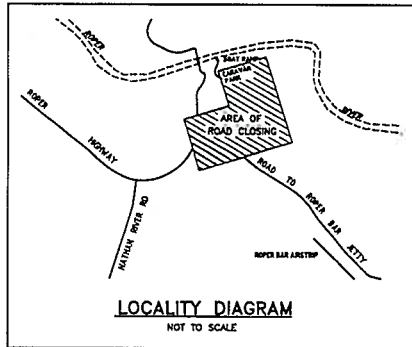 ROPER
BOAT RAMP
CARAVAN
PARK
RIVER
ROPER
AREA OF
ROAD CLOSING
HIGHWAY
ROAD TO ROPER BAR JETTY
NATHAN RIVER RD
ROPER BAR AIRSTRIP
LOCALITY DIAGRAM
NOT TO SCALE